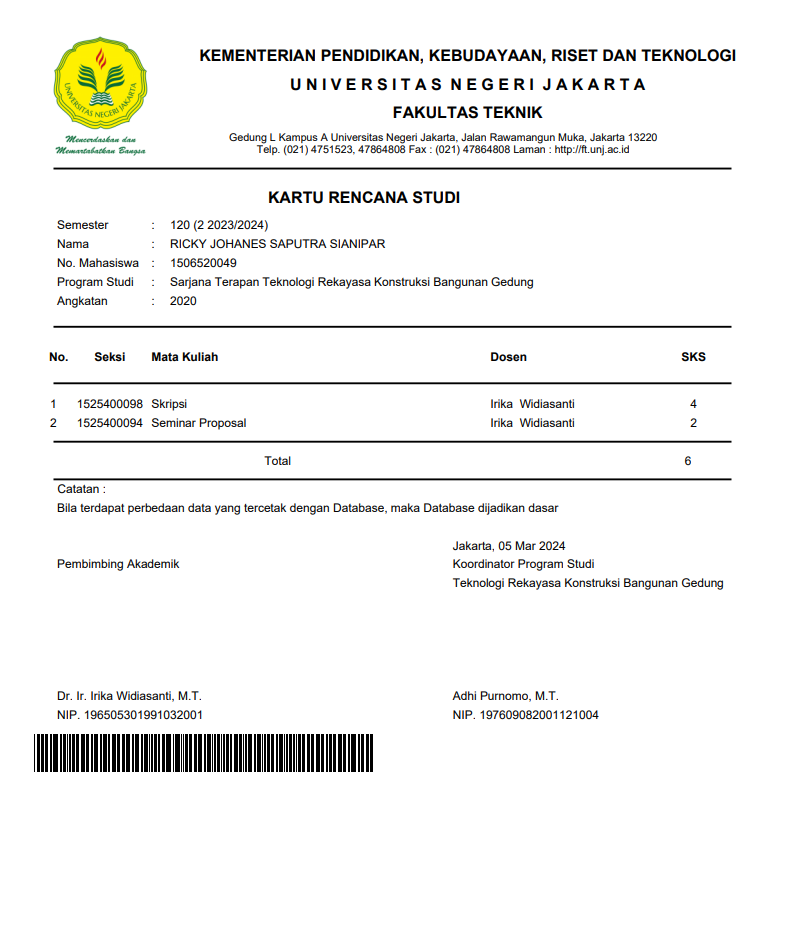 UNIVERSITAS NEGERI JAKARTA
Mencerdaskan dan
Memartabatkan Bangsa
KEMENTERIAN PENDIDIKAN, KEBUDAYAAN, RISET DAN TEKNOLOGI
UNIVERSITAS NEGERI JAKARTA
FAKULTAS TEKNIK
Gedung L Kampus A Universitas Negeri Jakarta, Jalan Rawamangun Muka, Jakarta 13220
Telp. (021) 4751523, 47864808 Fax : (021) 47864808 Laman : http://ft.unj.ac.id
KARTU RENCANA STUDI
Semester : 120 (2 2023/2024)
Nama : RICKY JOHANES SAPUTRA SIANIPAR
No. Mahasiswa : 1506520049
Program Studi : Sarjana Terapan Teknologi Rekayasa Konstruksi Bangunan Gedung
Angkatan : 2020
No. Seksi Mata Kuliah Dosen SKS
1 1525400098 Skripsi Irika Widiasanti 4
2 1525400094 Seminar Proposal Irika Widiasanti 2
Total 6
Catatan :
Bila terdapat perbedaan data yang tercetak dengan Database, maka Database dijadikan dasar
Jakarta, 05 Mar 2024
Pembimbing Akademik Koordinator Program Studi
Teknologi Rekayasa Konstruksi Bangunan Gedung
Dr. Ir. Irika Widiasanti, M.T. Adhi Purnomo, M.T.
NIP. 196505301991032001 NIP. 197609082001121004